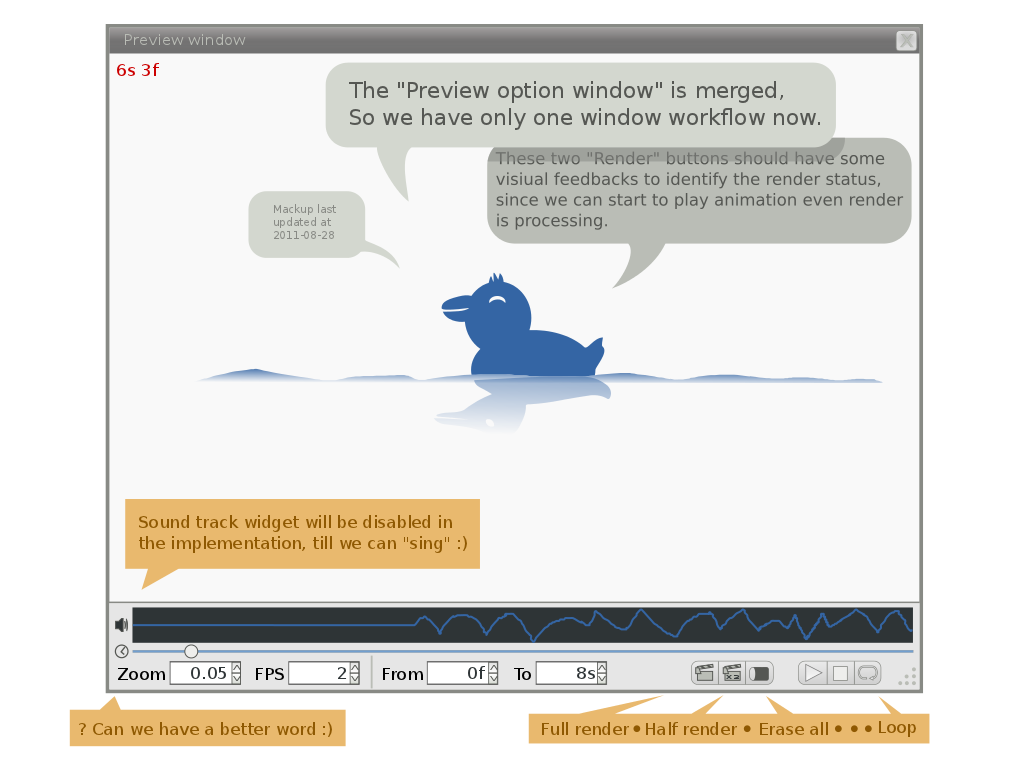 Preview window
6s 3f
The "Preview option window" is merged,
So we have only one window workflow now.
These two "Render" buttons should have some
visiual feedbacks to identify the render status,
since we can start to play animation even render
is processing.
Mackup last
updated at
2011-08-28
Sound track widget will be disabled in
the implementation, till we can "sing" :)
Zoom 0.05 FPS 2 From 0f To 8s
? Can we have a better word :)
Full render • Half render • Erase all • • • Loop